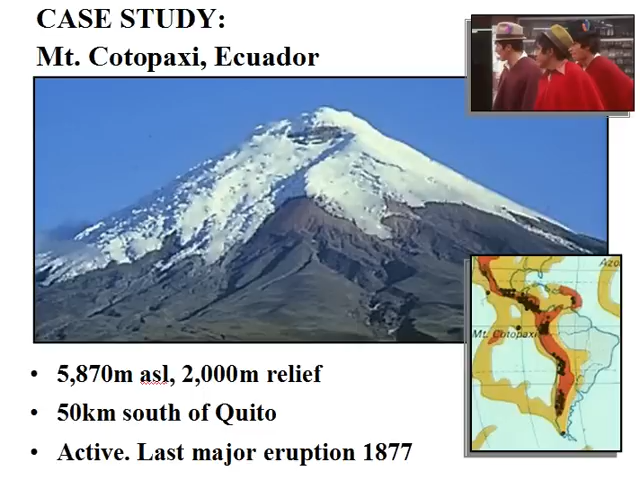 CASE STUDY:
Mt. Cotopaxi, Ecuador
Azo
Mt. Cotopaxi
• 5,870m asl, 2,000m relief
• 50km south of Quito
• Active. Last major eruption 1877